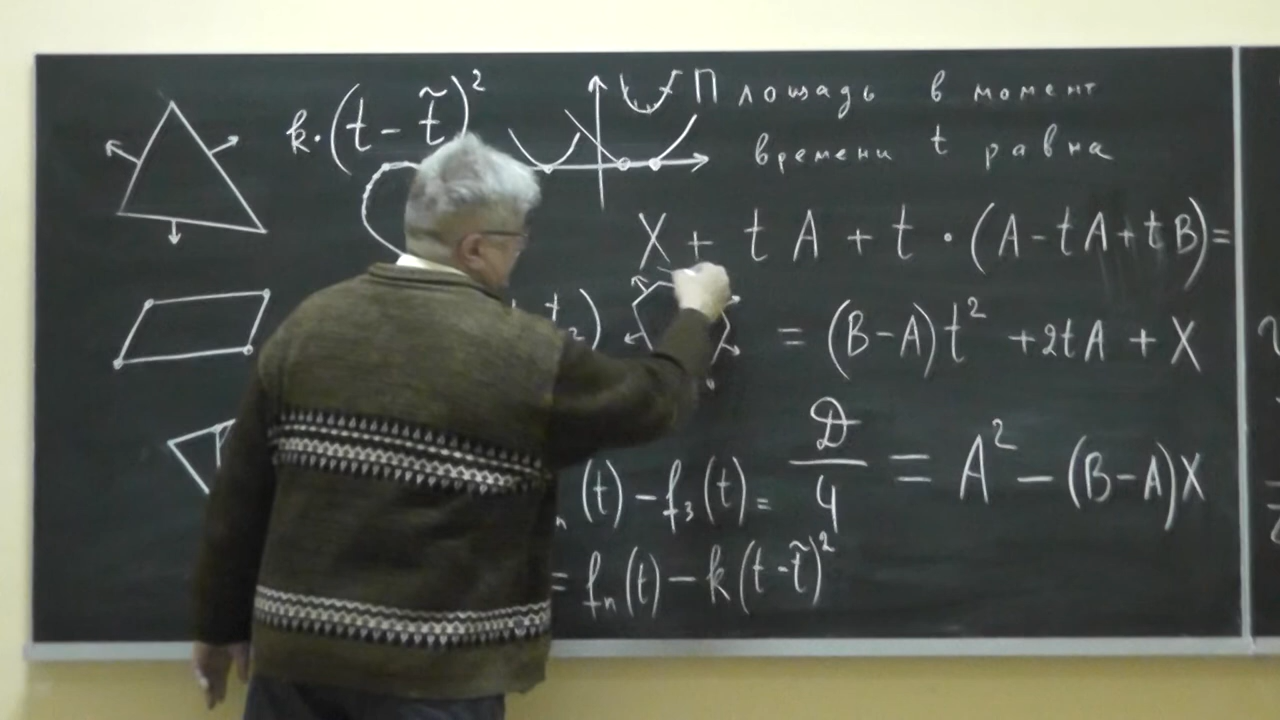 k·(t - t̃)²
Площадь в момент
времени t равна
X + tA + t · (A - tA + tB) =
= (B-A)t² + 2tA + X
D/4 = A² - (B-A)X
(t) - f₃(t) =
= fₙ(t) - k(t - t̃)²